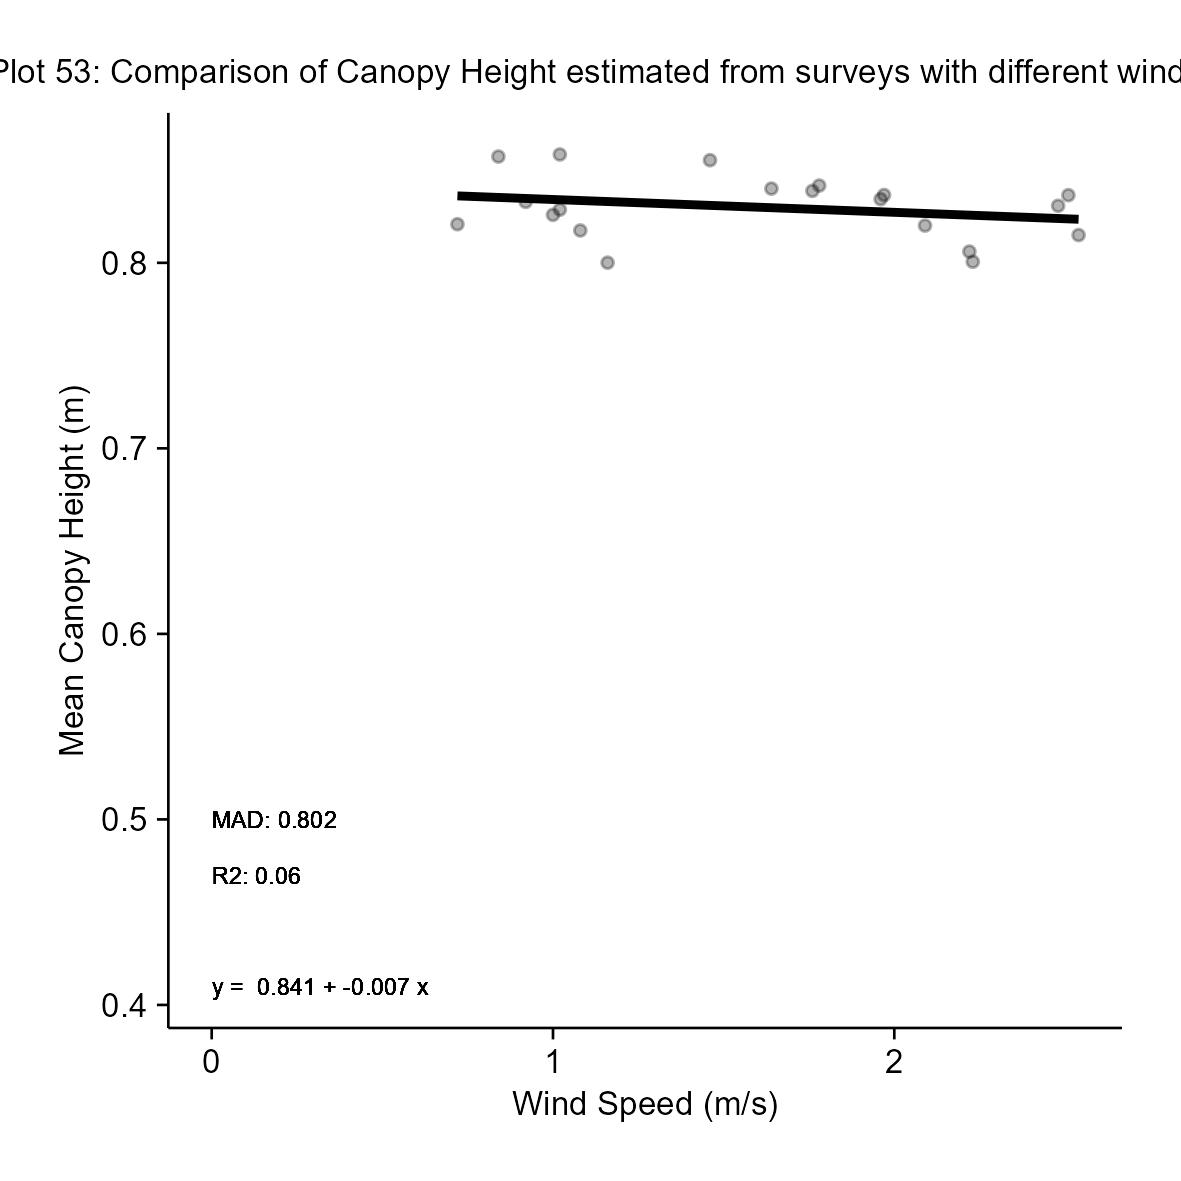 Plot 53: Comparison of Canopy Height estimated from surveys with different wind
0.8
0.7
0.6
0.5
0.4
Mean Canopy Height (m)
MAD: 0.802
R2: 0.06
y =  0.841 + -0.007 x
0 1 2
Wind Speed (m/s)